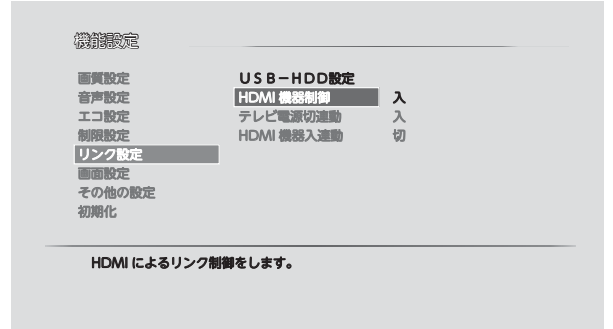 機能設定
画質設定
音声設定
エコ設定
制限設定
リンク設定
画面設定
その他の設定
初期化
USB-HDD設定
HDMI 機器制御 入
テレビ電源切連動 入
HDMI 機器入連動 切
HDMI によるリンク制御をします。